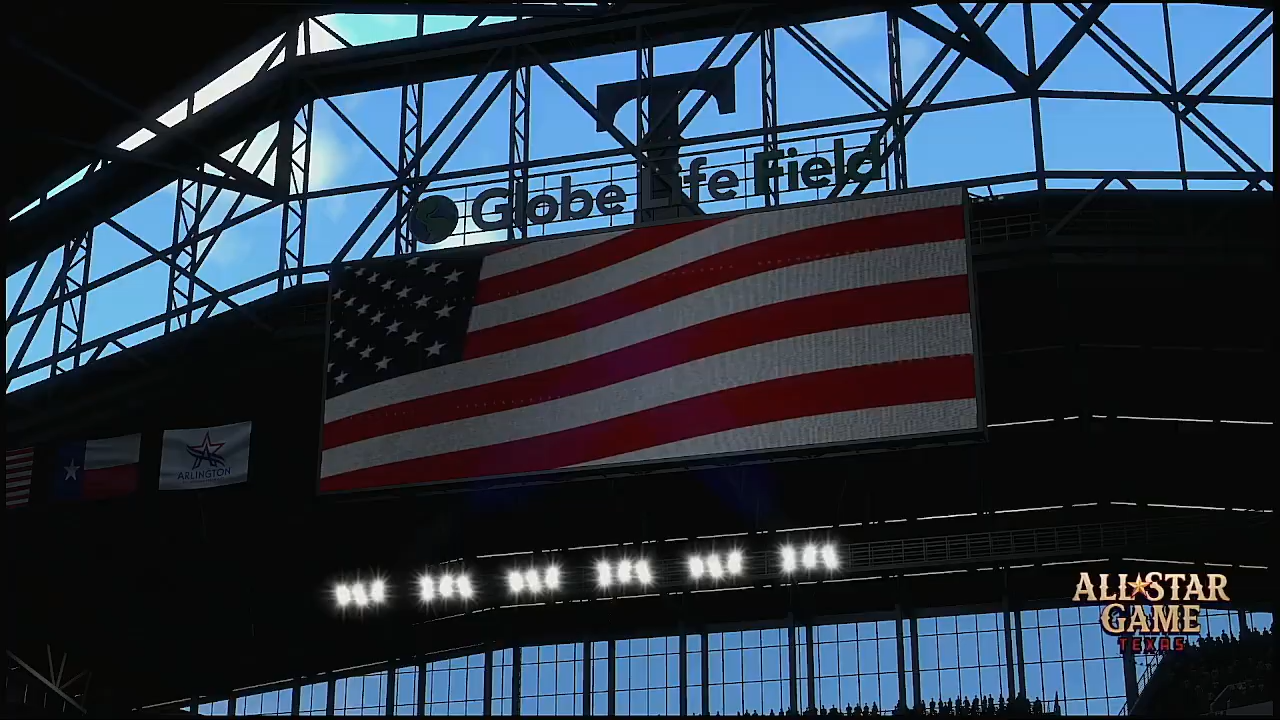 T
Globe Life Field
ARLINGTON
ALL STAR
GAME
TEXAS